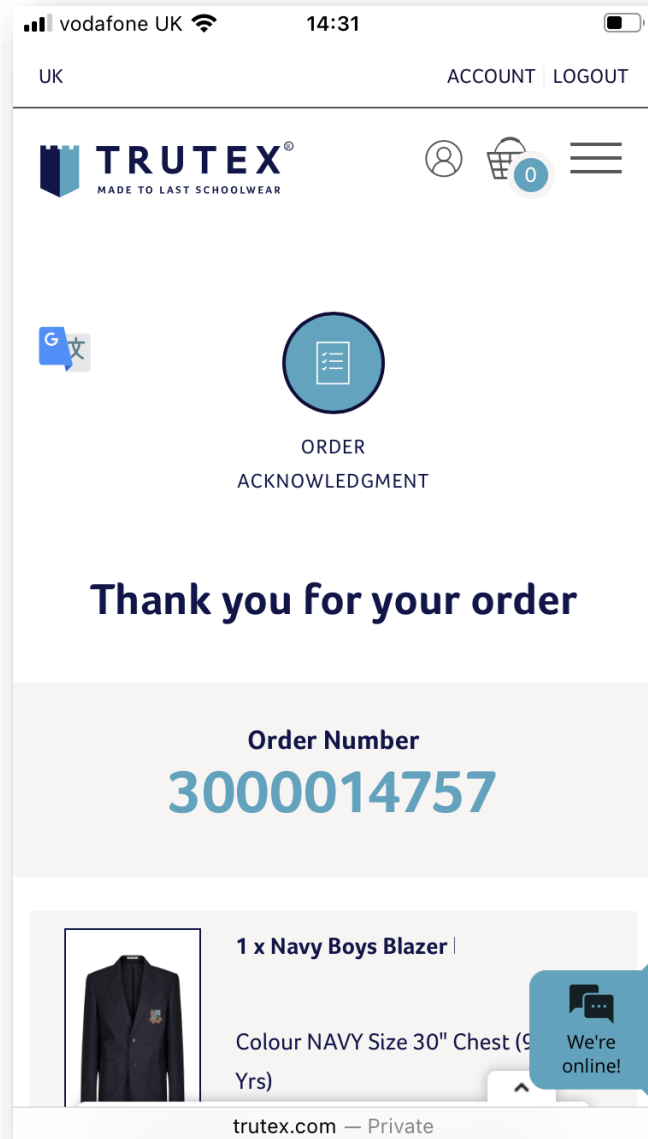 vodafone UK 14:31
UK ACCOUNT LOGOUT
TRUTEX®
MADE TO LAST SCHOOLWEAR
0
G 文
ORDER
ACKNOWLEDGMENT
Thank you for your order
Order Number
3000014757
1 x Navy Boys Blazer |
Colour NAVY Size 30" Chest (9
Yrs)
We're
online!
trutex.com — Private